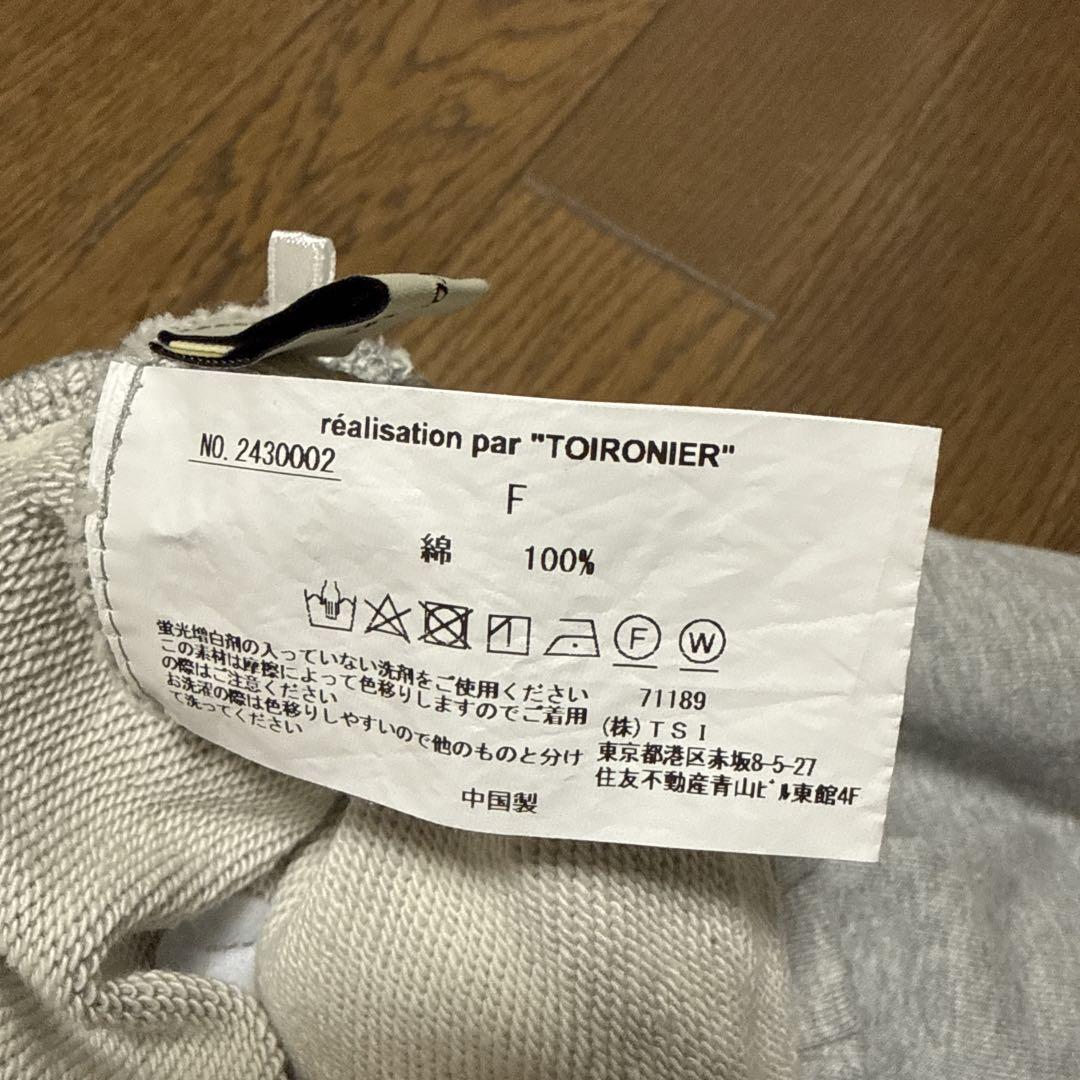 D
réalisation par "TOIRONIER"
NO. 2430002
F
綿 100%
F W
蛍光増白剤の入っていない洗剤をご使用ください
この素材は摩擦によって色移りしますのでご着用
の際はご注意ください
お洗濯の際は色移りしやすいので他のものと分け
て洗ってください
71189
(株)TSI
東京都港区赤坂8-5-27
住友不動産青山ビル東館4F
中国製